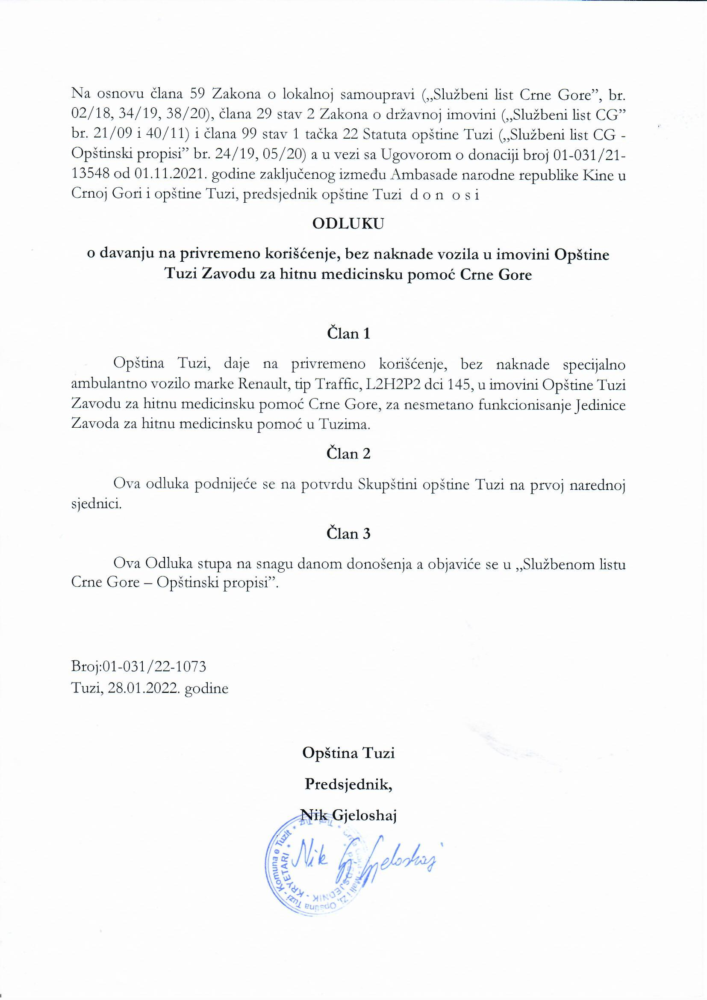 Na osnovu člana 59 Zakona o lokalnoj samoupravi (,,Službeni list Crne Gore”, br.
02/18, 34/19, 38/20), člana 29 stav 2 Zakona o državnoj imovini (,,Službeni list CG”
br. 21/09 i 40/11) i člana 99 stav 1 tačka 22 Statuta opštine Tuzi (,,Službeni list CG -
Opštinski propisi” br. 24/19, 05/20) a u vezi sa Ugovorom o donaciji broj 01-031/21-
13548 od 01.11.2021. godine zaključenog između Ambasade narodne republike Kine u
Crnoj Gori i opštine Tuzi, predsjednik opštine Tuzi d o n o s i
ODLUKU
o davanju na privremeno korišćenje, bez naknade vozila u imovini Opštine
Tuzi Zavodu za hitnu medicinsku pomoć Crne Gore
Član 1
Opština Tuzi, daje na privremeno korišćenje, bez naknade specijalno
ambulantno vozilo marke Renault, tip Traffic, L2H2P2 dci 145, u imovini Opštine Tuzi
Zavodu za hitnu medicinsku pomoć Crne Gore, za nesmetano funkcionisanje Jedinice
Zavoda za hitnu medicinsku pomoć u Tuzima.
Član 2
Ova odluka podnijeće se na potvrdu Skupštini opštine Tuzi na prvoj narednoj
sjednici.
Član 3
Ova Odluka stupa na snagu danom donošenja a objaviće se u ,,Službenom listu
Crne Gore – Opštinski propisi”.
Broj:01-031/22-1073
Tuzi, 28.01.2022. godine
Opština Tuzi
Predsjednik,
Nik Gjeloshaj
Nik Gjeloshaj
Crna Gora - Mali i Zi, Opština Tuzi - Komuna e Tuzit * Tuzi
* PREDSJEDNIK - KRYETARI *